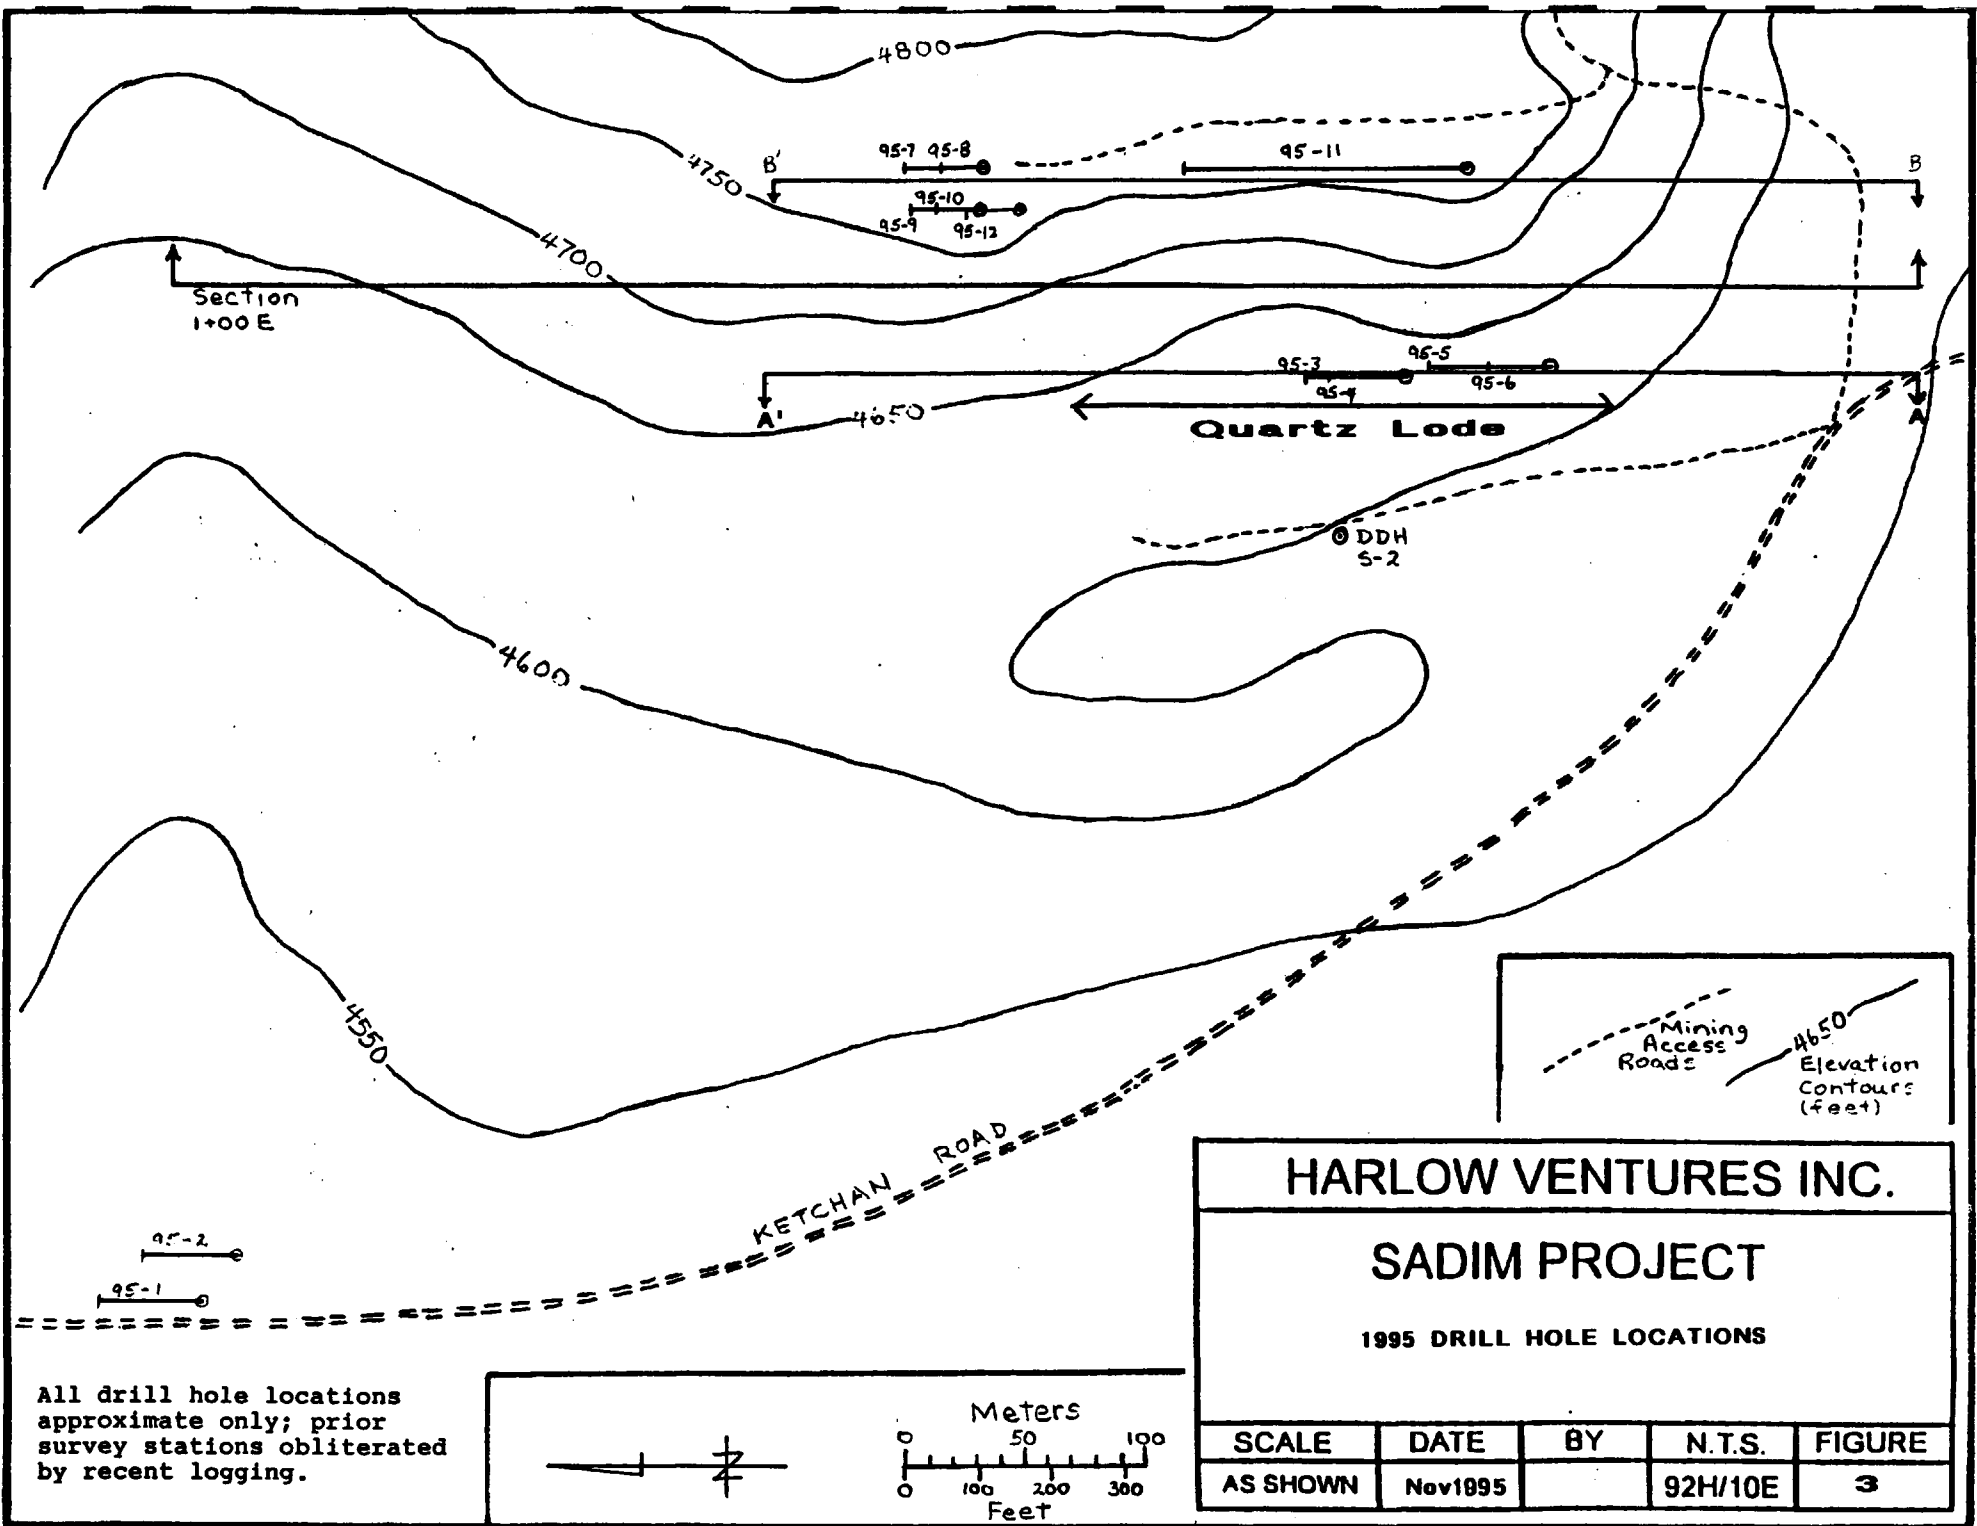 4800
95-7 95-8
95-11
B'
B
4750
95-10
95-9
95-12
4700
Section
1+00 E
95-3
95-5
95-4
95-6
A'
A
4650
Quartz Lode
DDH
S-2
4600
4550
KETCHAN ROAD
95-2
95-1
Mining
Access
Roads
4650
Elevation
Contours
(feet)
HARLOW VENTURES INC.
SADIM PROJECT
1995 DRILL HOLE LOCATIONS
SCALE DATE BY N.T.S. FIGURE
AS SHOWN Nov1995 92H/10E 3
All drill hole locations
approximate only; prior
survey stations obliterated
by recent logging.
N
Meters
0 50 100
0 100 200 300
Feet